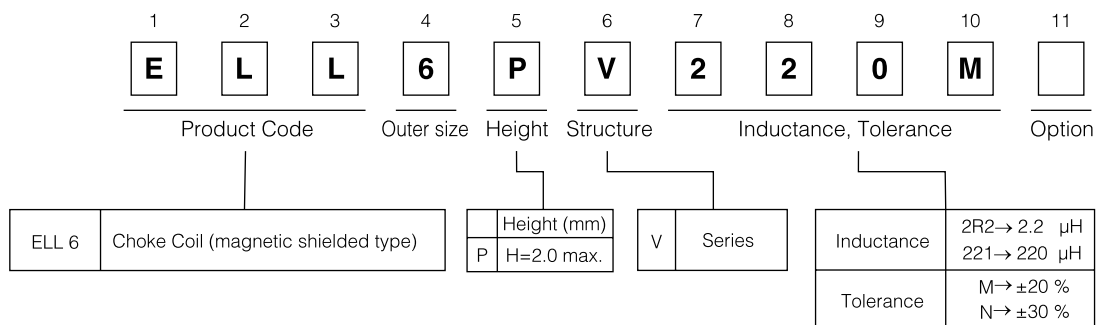 1 2 3 4 5 6 7 8 9 10 11
E L L 6 P V 2 2 0 M
Product Code Outer size Height Structure Inductance, Tolerance Option
ELL 6 Choke Coil (magnetic shielded type)
Height (mm)
P H=2.0 max.
V Series
Inductance
2R2→ 2.2 µH
221→ 220 µH
Tolerance
M→ ±20 %
N→ ±30 %